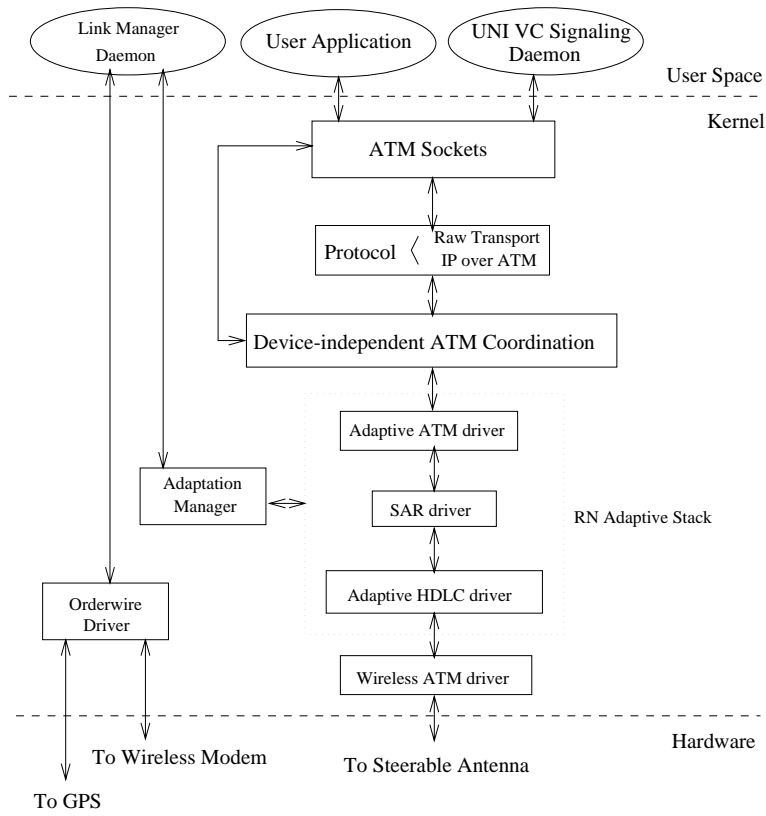 Link Manager
Daemon
User Application
UNI VC Signaling
Daemon
User Space
Kernel
ATM Sockets
Protocol
Raw Transport
IP over ATM
Device-independent ATM Coordination
Adaptive ATM driver
Adaptation
Manager
SAR driver
RN Adaptive Stack
Adaptive HDLC driver
Orderwire
Driver
Wireless ATM driver
Hardware
To Wireless Modem
To Steerable Antenna
To GPS